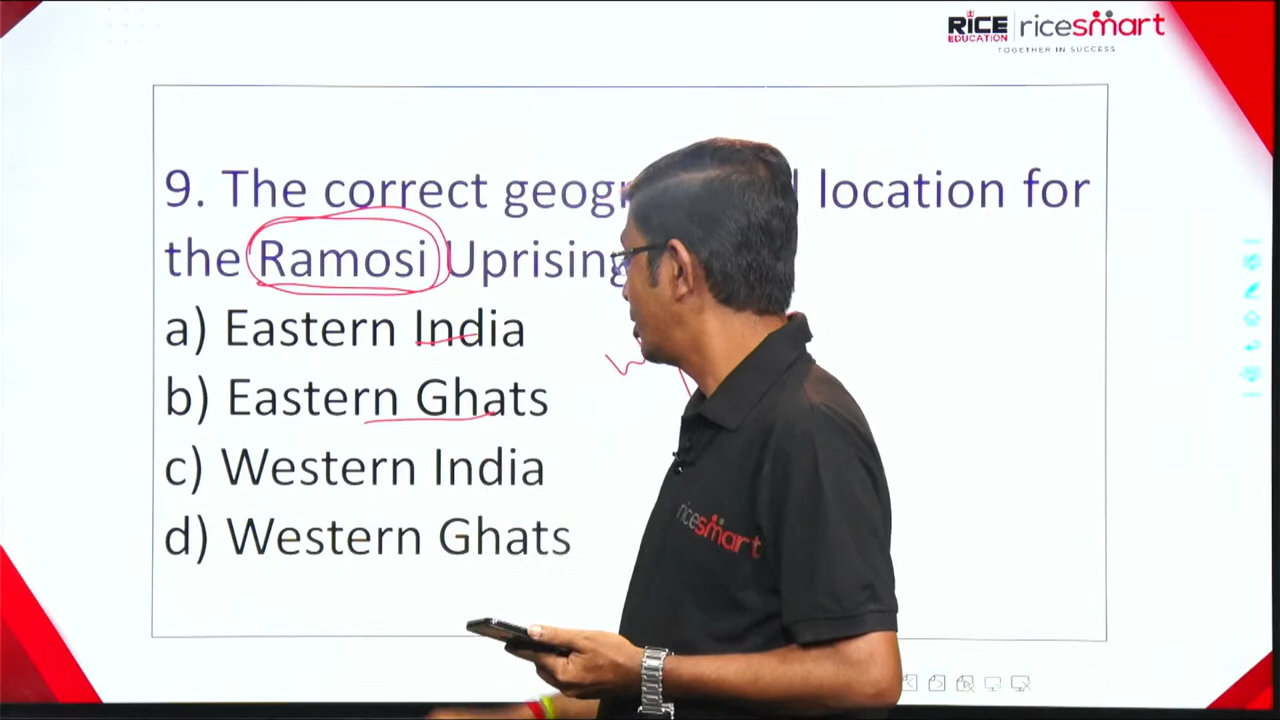 RICE
EDUCATION
ricesmart
TOGETHER IN SUCCESS
9. The correct location for
the Ramosi Uprising
a) Eastern India
b) Eastern Ghats
c) Western India
d) Western Ghats
ricesmart